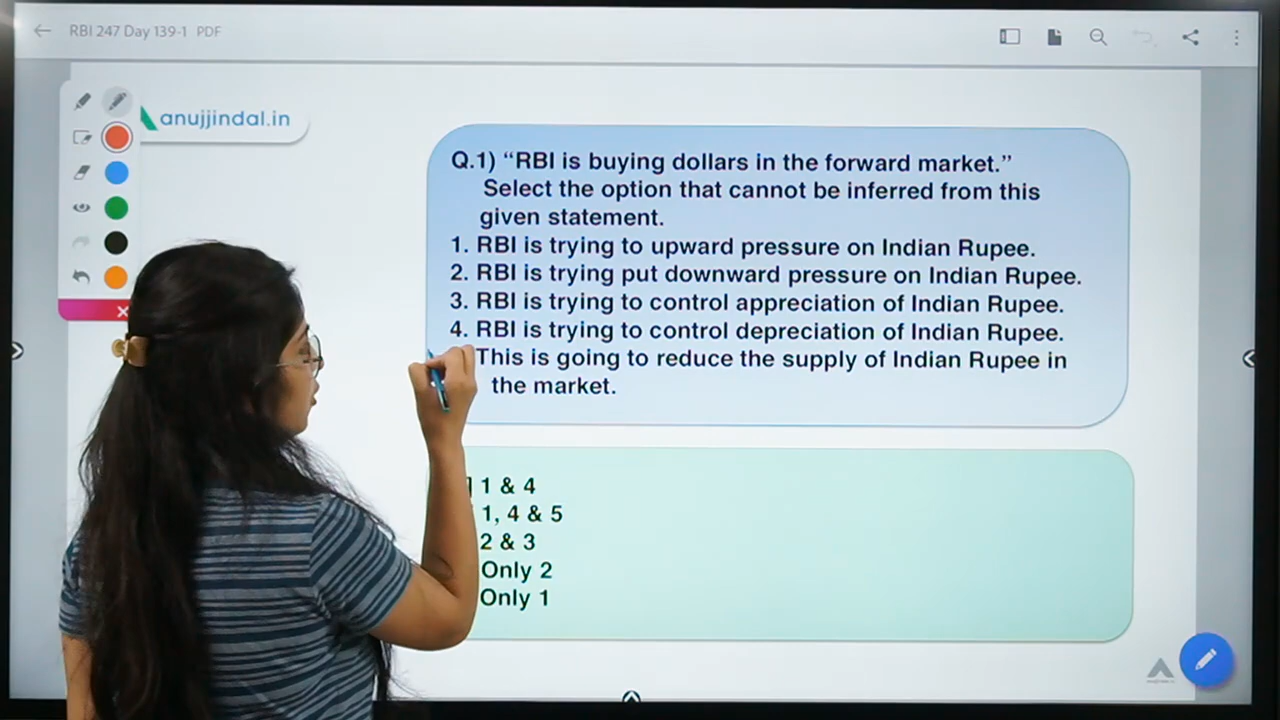 RBI 247 Day 139-1 PDF
anujjindal.in
Q.1) “RBI is buying dollars in the forward market.”
Select the option that cannot be inferred from this
given statement.
1. RBI is trying to upward pressure on Indian Rupee.
2. RBI is trying put downward pressure on Indian Rupee.
3. RBI is trying to control appreciation of Indian Rupee.
4. RBI is trying to control depreciation of Indian Rupee.
This is going to reduce the supply of Indian Rupee in
the market.
1 & 4
1, 4 & 5
2 & 3
Only 2
Only 1